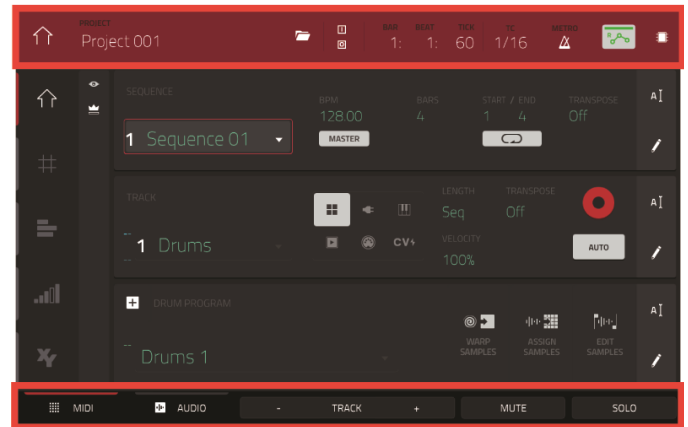 PROJECT
Project 001
BAR BEAT TICK TC METRO
1: 1: 60 1/16
SEQUENCE
1 Sequence 01
BPM BARS START / END TRANSPOSE
128.00 4 1 4 Off
MASTER
TRACK
1 Drums
CV
LENGTH TRANSPOSE
Seq Off
VELOCITY
100%
AUTO
DRUM PROGRAM
Drums 1
WARP SAMPLES
ASSIGN SAMPLES
EDIT SAMPLES
MIDI AUDIO - TRACK + MUTE SOLO